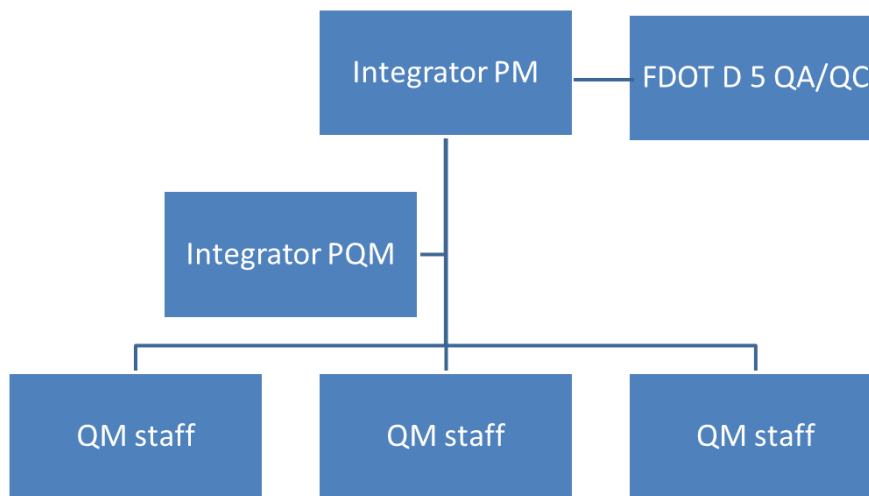 Integrator PM
FDOT D 5 QA/QC
Integrator PQM
QM staff
QM staff
QM staff